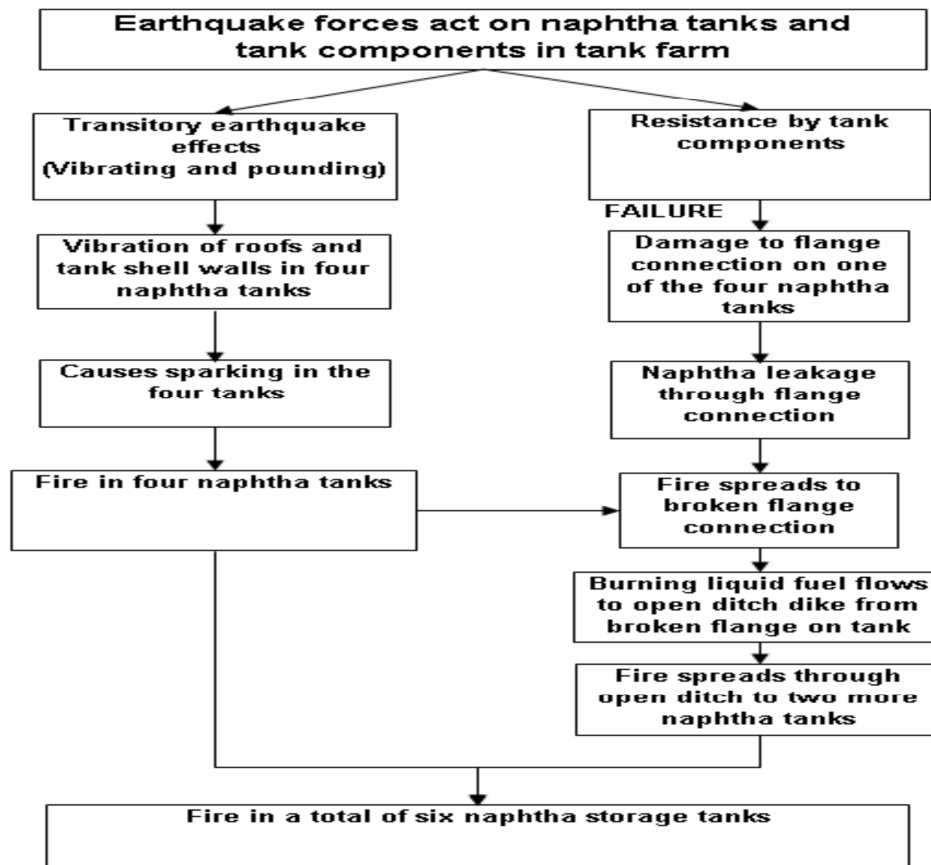 Earthquake forces act on naphtha tanks and
tank components in tank farm
Transitory earthquake
effects
(Vibrating and pounding)
Resistance by tank
components
FAILURE
Vibration of roofs and
tank shell walls in four
naphtha tanks
Damage to flange
connection on one
of the four naphtha
tanks
Causes sparking in the
four tanks
Naphtha leakage
through flange
connection
Fire in four naphtha tanks
Fire spreads to
broken flange
connection
Burning liquid fuel flows
to open ditch dike from
broken flange on tank
Fire spreads through
open ditch to two more
naphtha tanks
Fire in a total of six naphtha storage tanks